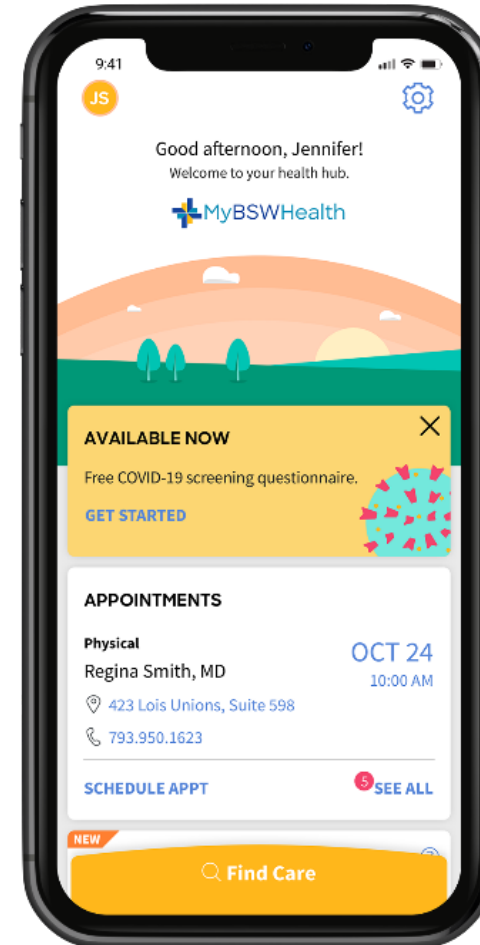 9:41
JS
Good afternoon, Jennifer!
Welcome to your health hub.
MyBSWHealth
AVAILABLE NOW
Free COVID-19 screening questionnaire.
GET STARTED
APPOINTMENTS
Physical
Regina Smith, MD
OCT 24
10:00 AM
423 Lois Unions, Suite 598
793.950.1623
SCHEDULE APPT
5 SEE ALL
NEW
Find Care